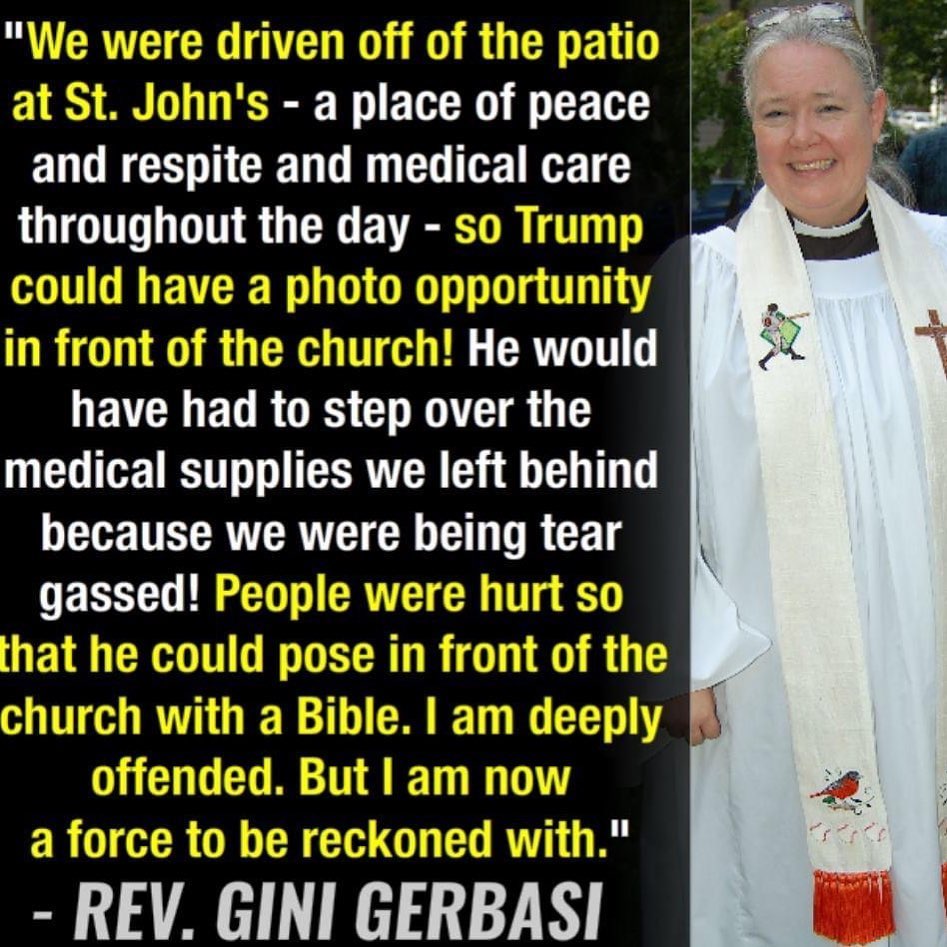 "We were driven off of the patio
at St. John's - a place of peace
and respite and medical care
throughout the day - so Trump
could have a photo opportunity
in front of the church! He would
have had to step over the
medical supplies we left behind
because we were being tear
gassed! People were hurt so
that he could pose in front of the
church with a Bible. I am deeply
offended. But I am now
a force to be reckoned with."
- REV. GINI GERBASI